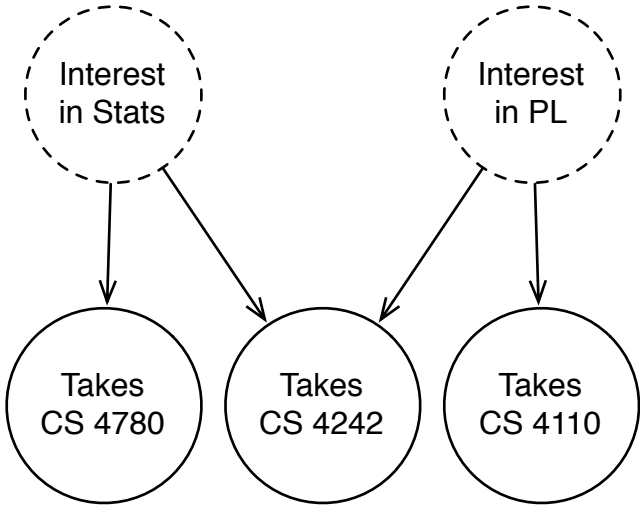 Interest
in Stats
Interest
in PL
Takes
CS 4780
Takes
CS 4242
Takes
CS 4110